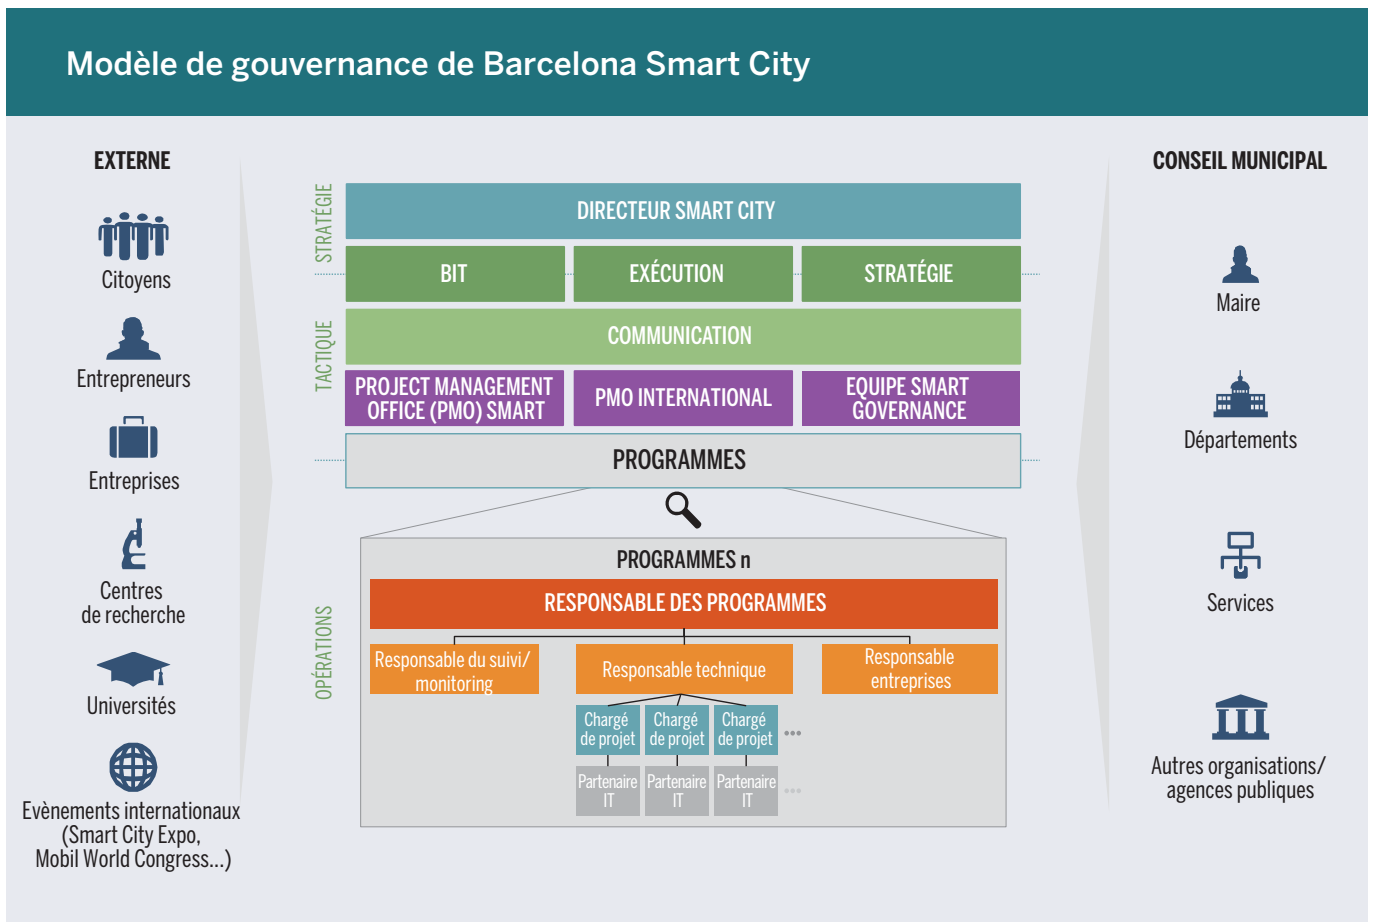 Modèle de gouvernance de Barcelona Smart City
EXTERNE
Citoyens
Entrepreneurs
Entreprises
Centres
de recherche
Universités
Evènements internationaux
(Smart City Expo,
Mobil World Congress...)
STRATÉGIE
DIRECTEUR SMART CITY
BIT
EXÉCUTION
STRATÉGIE
TACTIQUE
COMMUNICATION
PROJECT MANAGEMENT
OFFICE (PMO) SMART
PMO INTERNATIONAL
EQUIPE SMART
GOVERNANCE
PROGRAMMES
OPÉRATIONS
PROGRAMMES n
RESPONSABLE DES PROGRAMMES
Responsable du suivi/
monitoring
Responsable technique
Responsable
entreprises
Chargé
de projet
Chargé
de projet
Chargé
de projet
...
Partenaire
IT
Partenaire
IT
Partenaire
IT
...
CONSEIL MUNICIPAL
Maire
Départements
Services
Autres organisations/
agences publiques